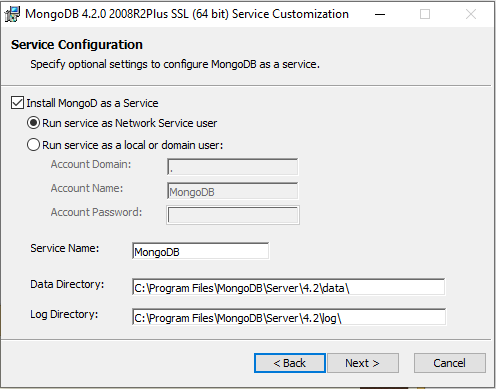 MongoDB 4.2.0 2008R2Plus SSL (64 bit) Service Customization
Service Configuration
Specify optional settings to configure MongoDB as a service.
Install MongoD as a Service
Run service as Network Service user
Run service as a local or domain user:
Account Domain: .
Account Name: MongoDB
Account Password:
Service Name: MongoDB
Data Directory: C:\Program Files\MongoDB\Server\4.2\data\
Log Directory: C:\Program Files\MongoDB\Server\4.2\log\
< Back Next > Cancel